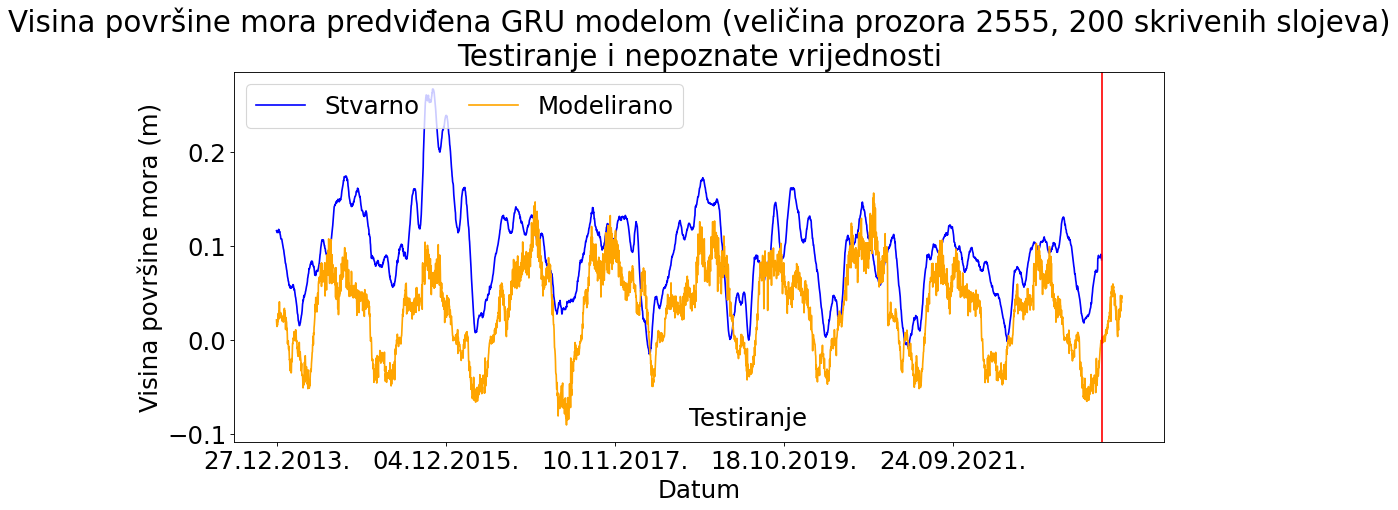 Visina površine mora predviđena GRU modelom (veličina prozora 2555, 200 skrivenih slojeva)
Testiranje i nepoznate vrijednosti
Stvarno Modelirano
Visina površine mora (m)
0.2
0.1
0.0
−0.1
Testiranje
27.12.2013. 04.12.2015. 10.11.2017. 18.10.2019. 24.09.2021.
Datum